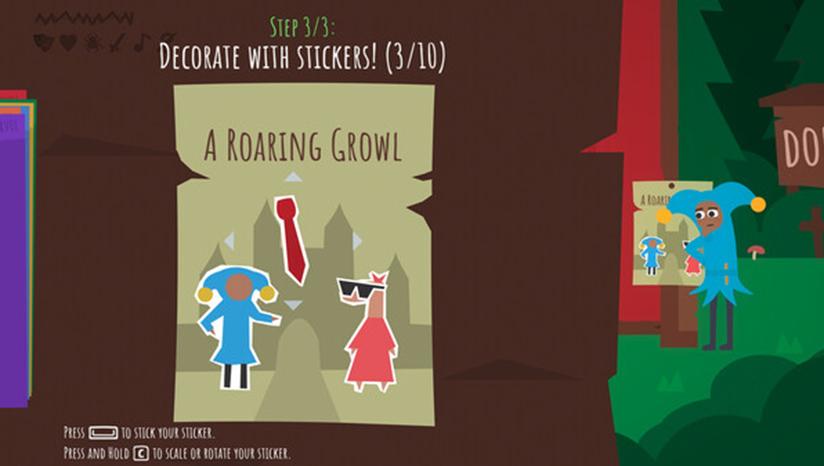 Step 3/3:
Decorate with stickers! (3/10)
A Roaring Growl
A Roarin
DO
Press to stick your sticker.
Press and Hold C to scale or rotate your sticker.